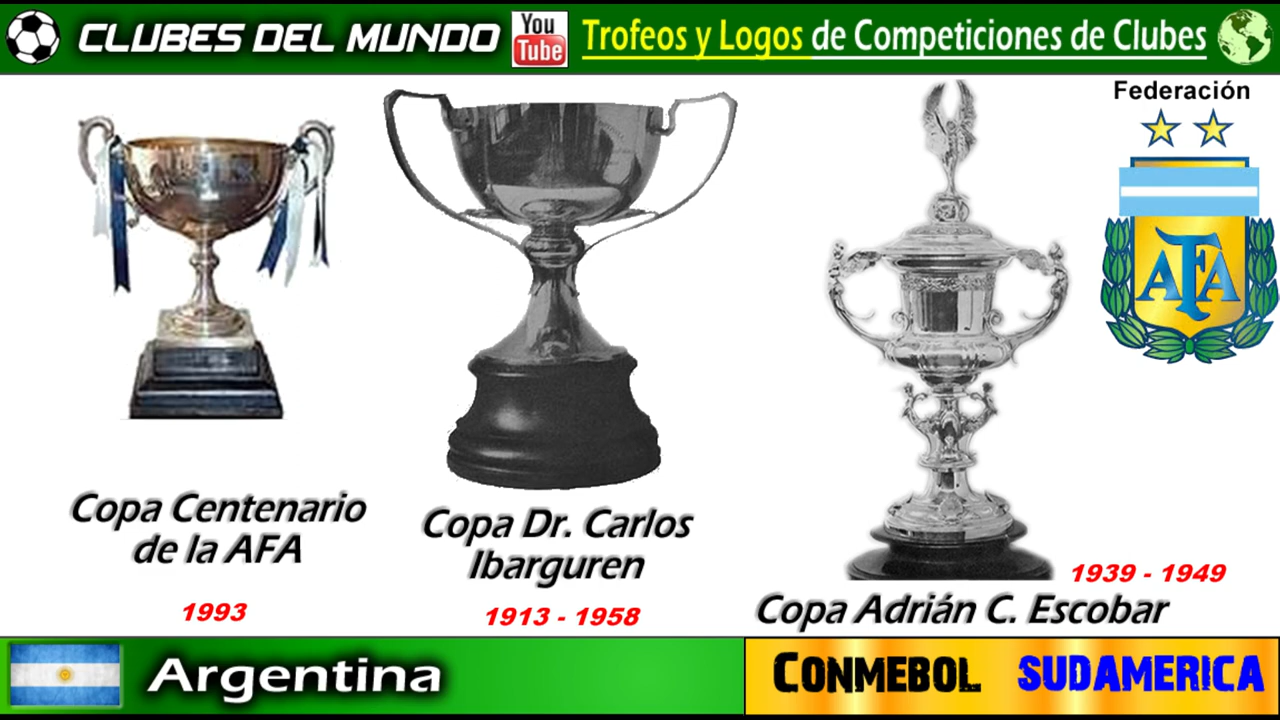 CLUBES DEL MUNDO
You
Tube
Trofeos y Logos de Competiciones de Clubes
Federación
AFA
Copa Centenario
de la AFA
1993
Copa Dr. Carlos
Ibarguren
1913 - 1958
1939 - 1949
Copa Adrián C. Escobar
Argentina
CONMEBOL SUDAMERICA